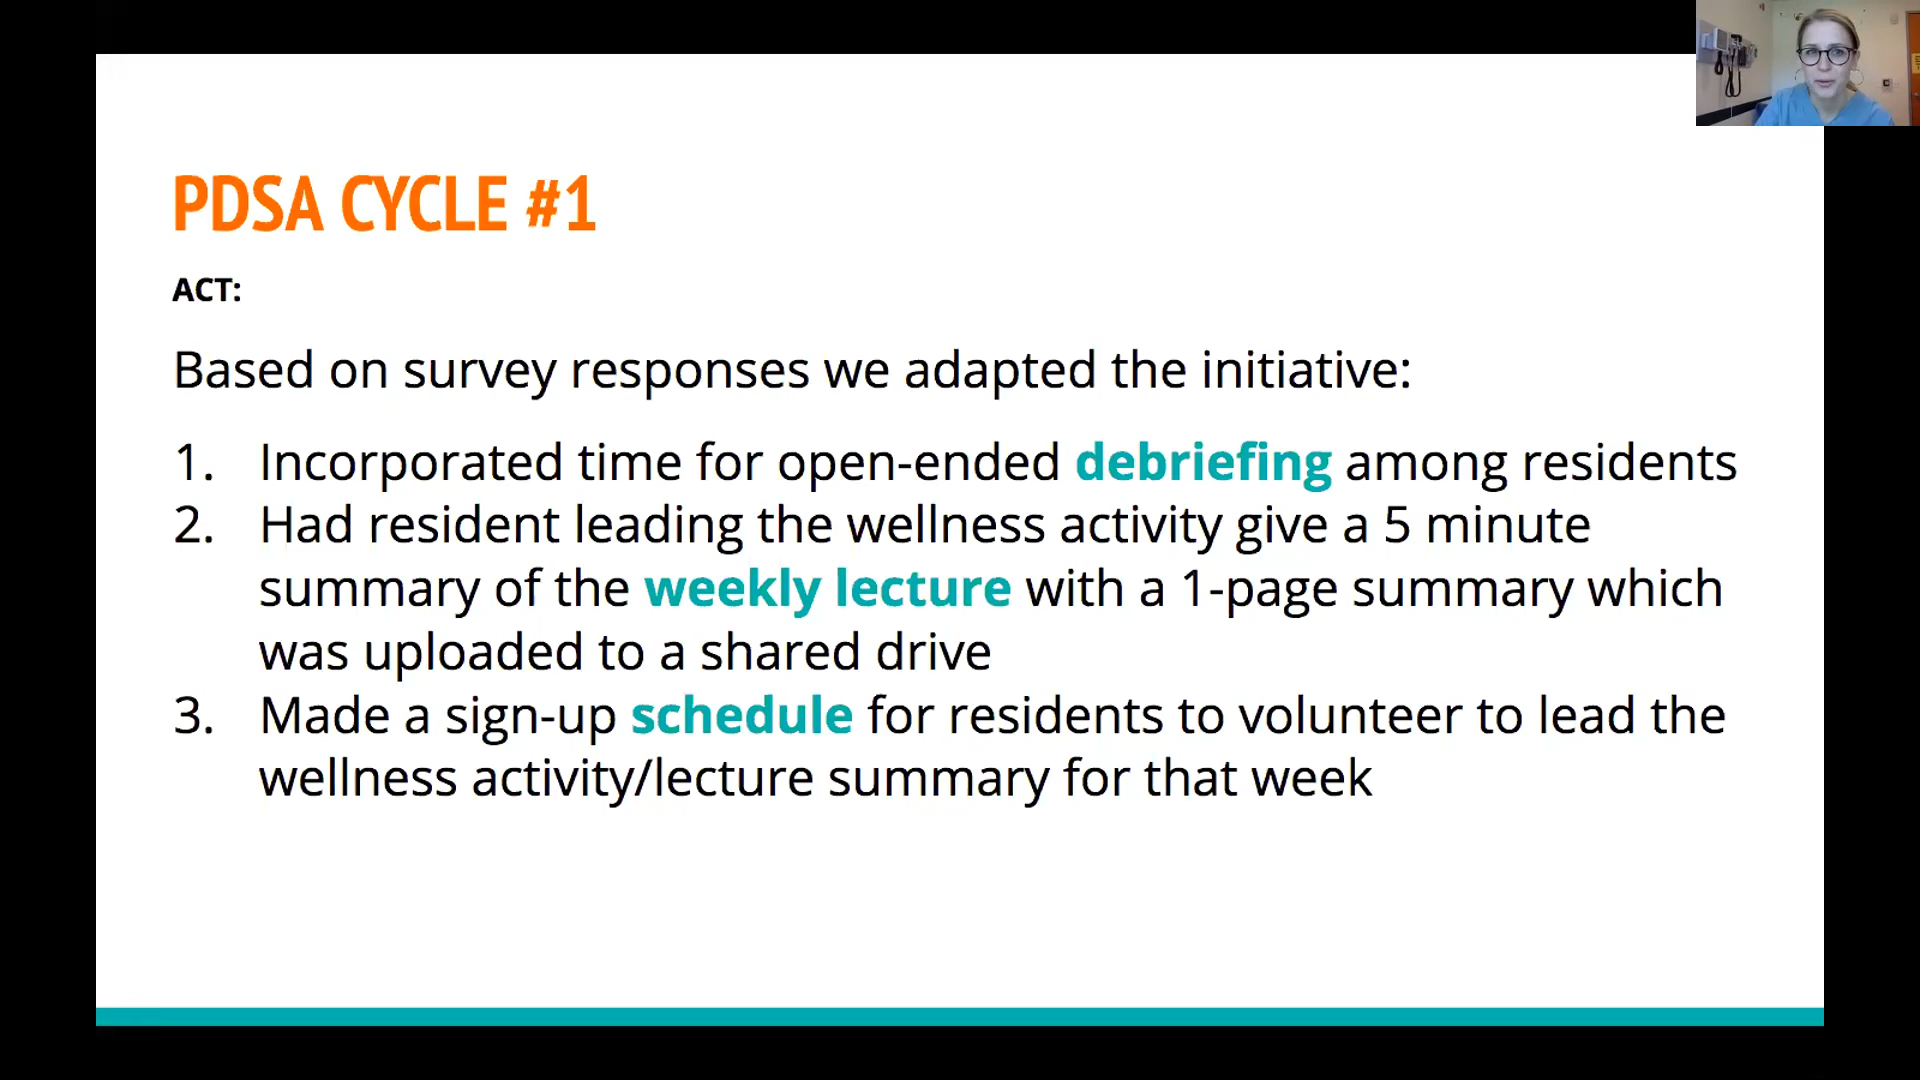 PDSA CYCLE #1
ACT:
Based on survey responses we adapted the initiative:
1. Incorporated time for open-ended debriefing among residents
2. Had resident leading the wellness activity give a 5 minute
summary of the weekly lecture with a 1-page summary which
was uploaded to a shared drive
3. Made a sign-up schedule for residents to volunteer to lead the
wellness activity/lecture summary for that week